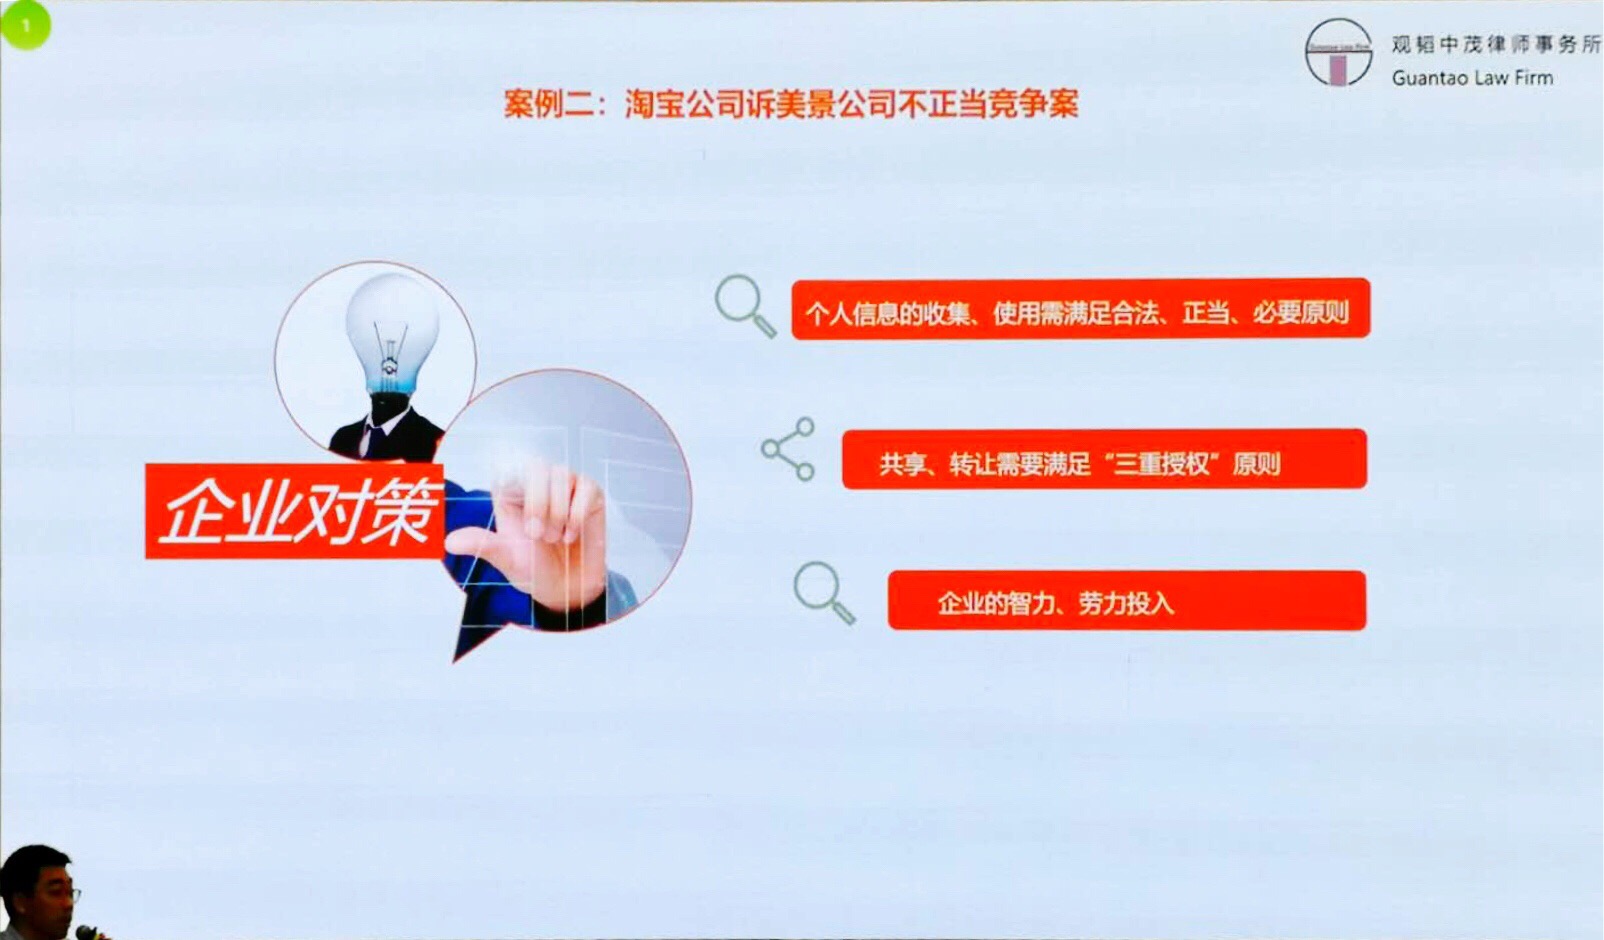 1
观韬中茂律师事务所
Guantao Law Firm
案例二：淘宝公司诉美景公司不正当竞争案
个人信息的收集、使用需满足合法、正当、必要原则
共享、转让需要满足“三重授权”原则
企业对策
企业的智力、劳力投入